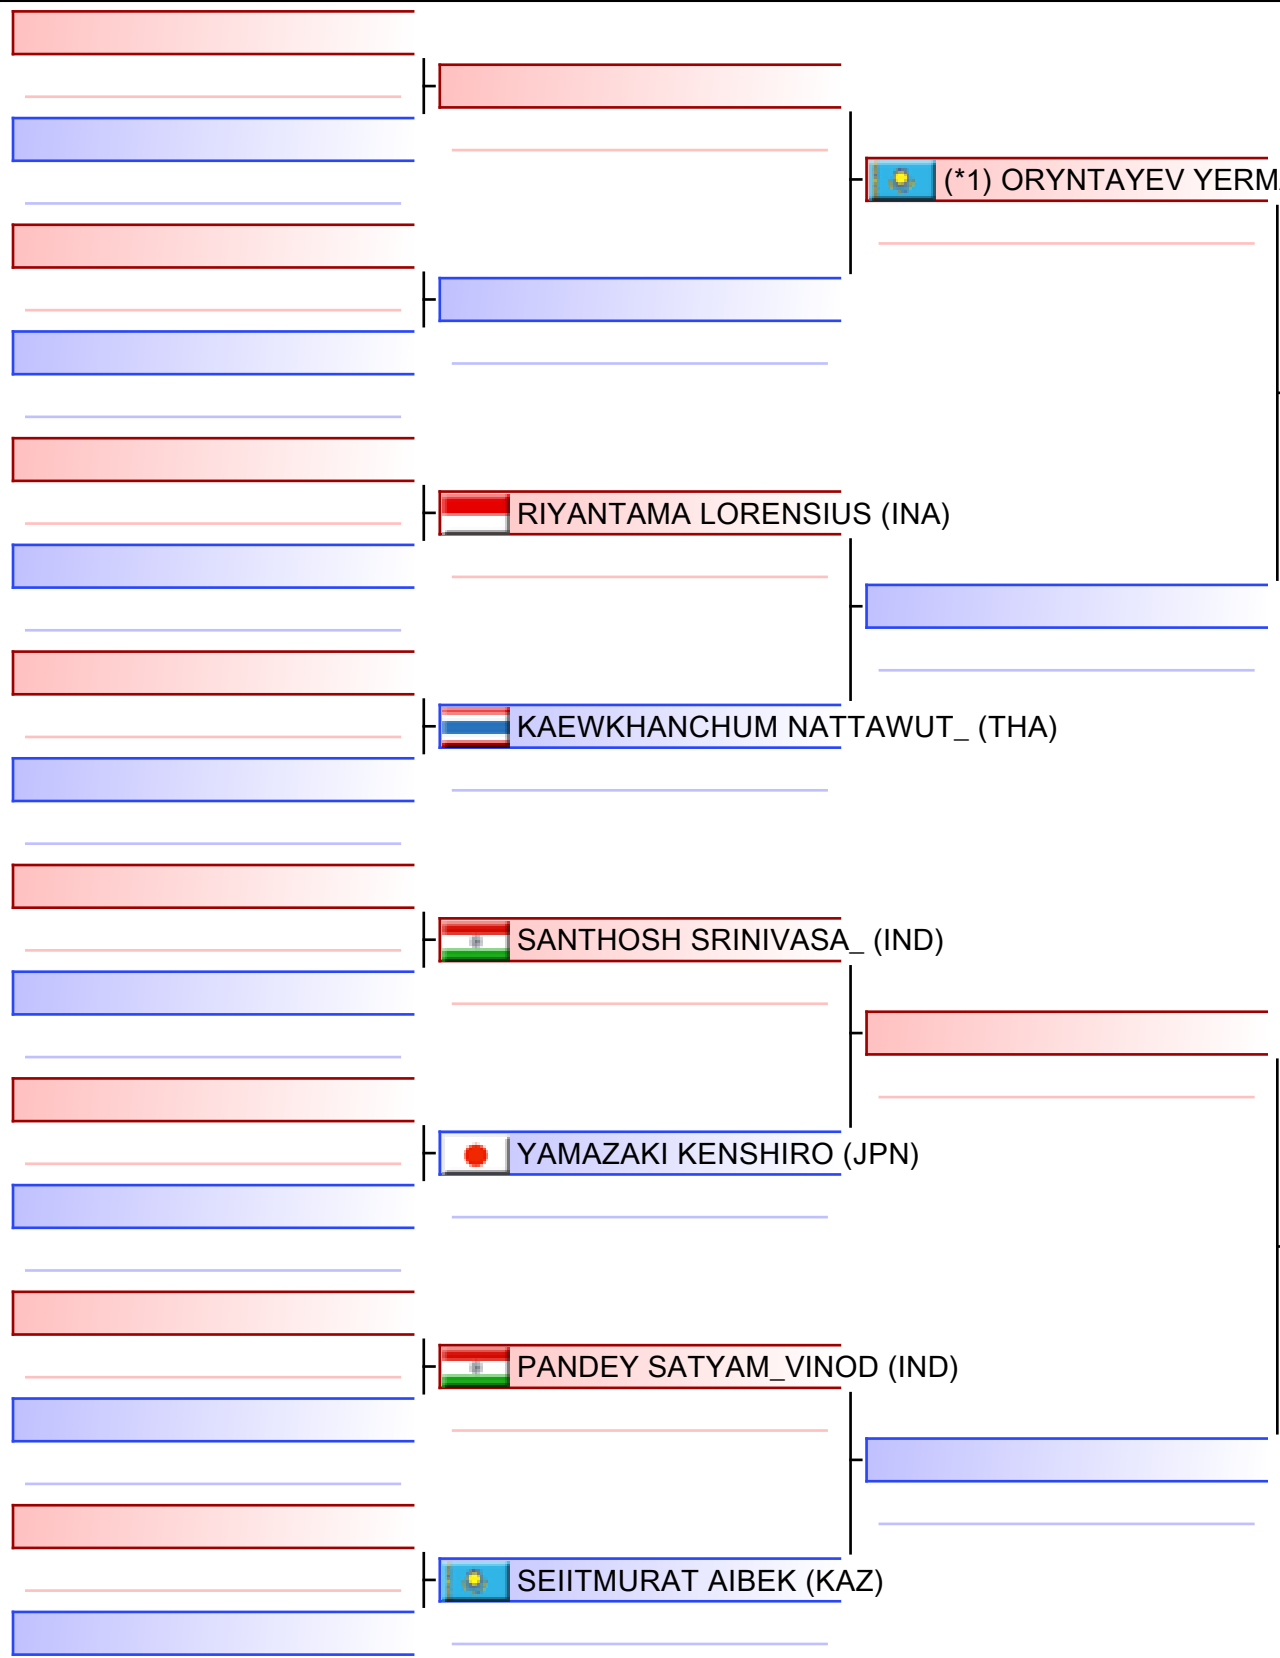 (*1) ORYNTAYEV YERM
RIYANTAMA LORENSIUS (INA)
KAEWKHANCHUM NATTAWUT_ (THA)
SANTHOSH SRINIVASA_ (IND)
YAMAZAKI KENSHIRO (JPN)
PANDEY SATYAM_VINOD (IND)
SEIITMURAT AIBEK (KAZ)